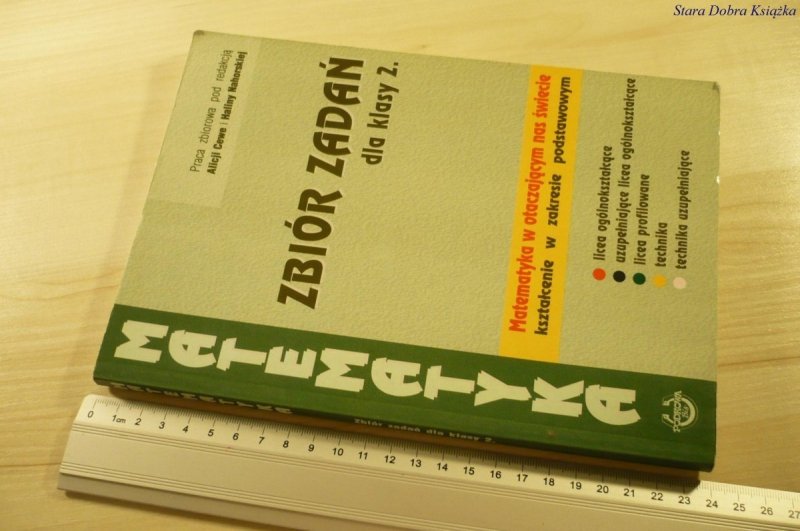 Stara Dobra Książka
Praca zbiorowa pod redakcją
Alicji Cewe i Haliny Nahorskiej
ZBIÓR ZADAŃ
dla klasy 2.
Matematyka w otaczającym nas świecie
kształcenie w zakresie podstawowym
licea ogólnokształcące
uzupełniające licea ogólnokształcące
licea profilowane
technika
technika uzupełniające
MATEMATYKA
PODKOWA
MATEMATYKA
Zbiór zadań dla klasy 2.
0 1cm 2 3 4 5 6 7 8 9 10 11 12 13 14 15 16 17 18 19 20 21 22 23 24 25 26 27